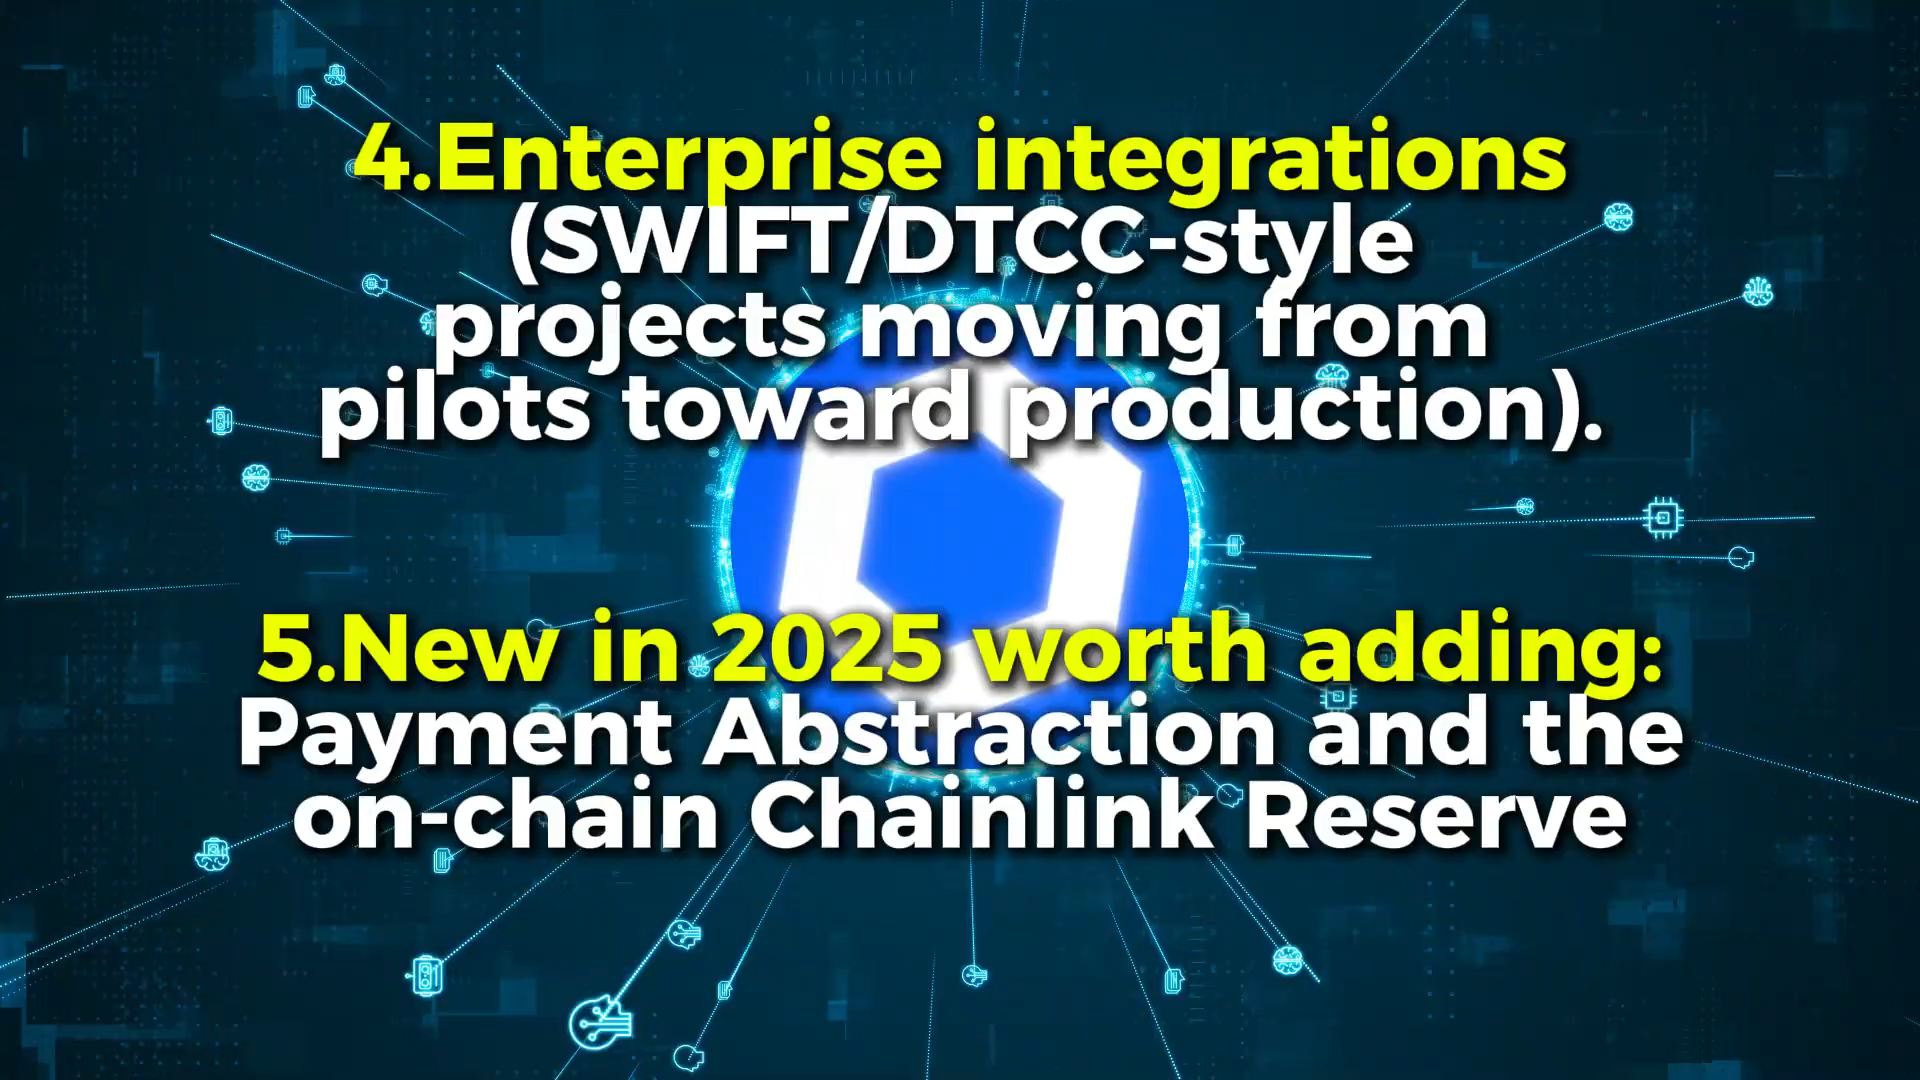 4.Enterprise integrations
(SWIFT/DTCC-style
projects moving from
pilots toward production).
5.New in 2025 worth adding:
Payment Abstraction and the
on-chain Chainlink Reserve